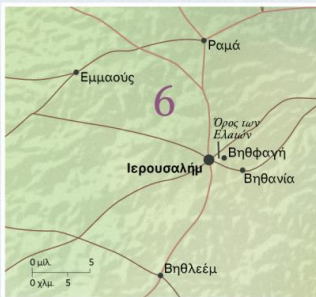 Ραμά
Εμμαούς
6
Όρος των
Ελαιών
Βηθφαγή
Ιερουσαλήμ
Βηθανία
Βηθλεέμ
0 μίλ. 5
0 χλμ. 5